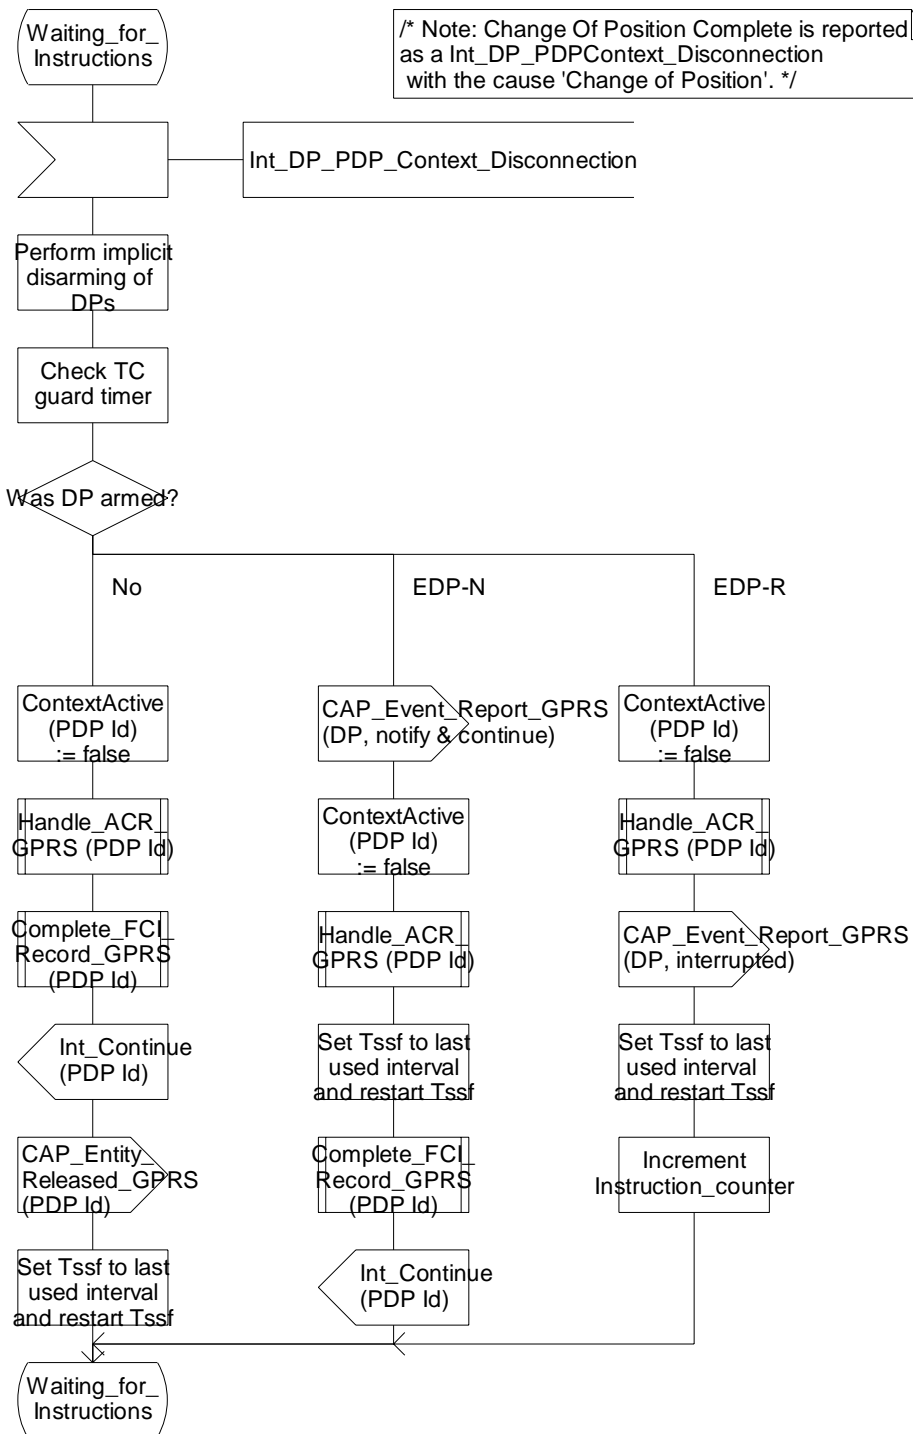 Waiting_for_
Instructions
/* Note: Change Of Position Complete is reported
as a Int_DP_PDPContext_Disconnection
with the cause 'Change of Position'. */
Int_DP_PDP_Context_Disconnection
Perform implicit
disarming of
DPs
Check TC
guard timer
Was DP armed?
No
EDP-N
EDP-R
ContextActive
(PDP Id)
:= false
Handle_ACR_
GPRS (PDP Id)
Complete_FCI_
Record_GPRS
(PDP Id)
Int_Continue
(PDP Id)
CAP_Entity_
Released_GPRS
(PDP Id)
Set Tssf to last
used interval
and restart Tssf
CAP_Event_Report_GPRS
(DP, notify & continue)
ContextActive
(PDP Id)
:= false
Handle_ACR_
GPRS (PDP Id)
Set Tssf to last
used interval
and restart Tssf
Complete_FCI_
Record_GPRS
(PDP Id)
Int_Continue
(PDP Id)
ContextActive
(PDP Id)
:= false
Handle_ACR_
GPRS (PDP Id)
CAP_Event_Report_GPRS
(DP, interrupted)
Set Tssf to last
used interval
and restart Tssf
Increment
Instruction_counter
Waiting_for_
Instructions